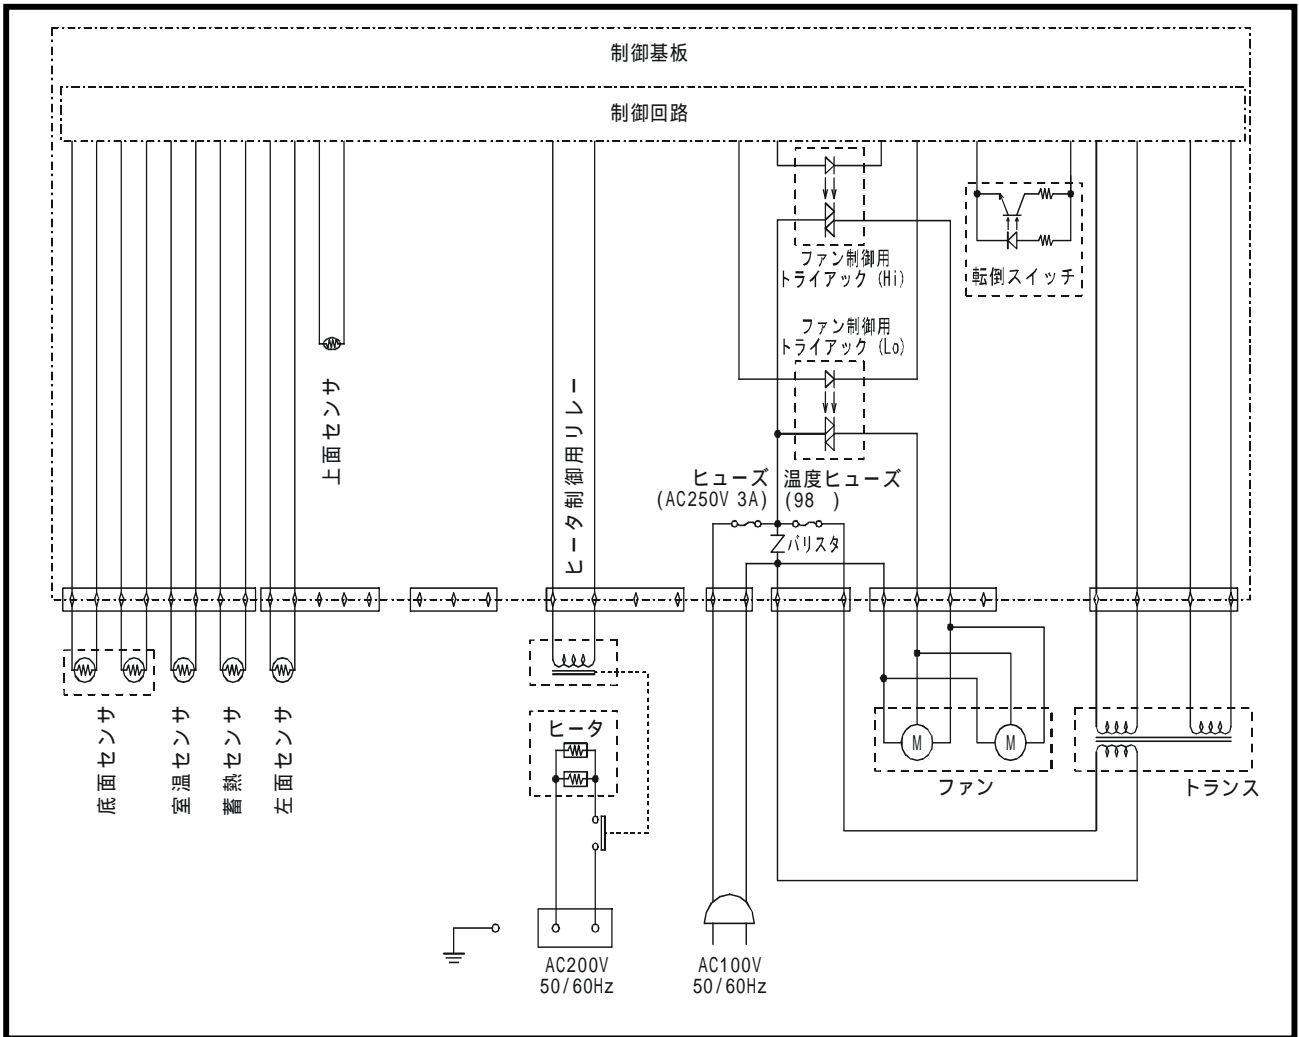 制御基板
制御回路
ファン制御用
トライアック (Hi)
転倒スイッチ
ファン制御用
トライアック (Lo)
上面センサ
ヒータ制御用リレー
ヒューズ
(AC250V 3A)
温度ヒューズ
(98 )
バリスタ
底面センサ
室温センサ
蓄熱センサ
左面センサ
ヒータ
M
M
ファン
トランス
AC200V
50/60Hz
AC100V
50/60Hz